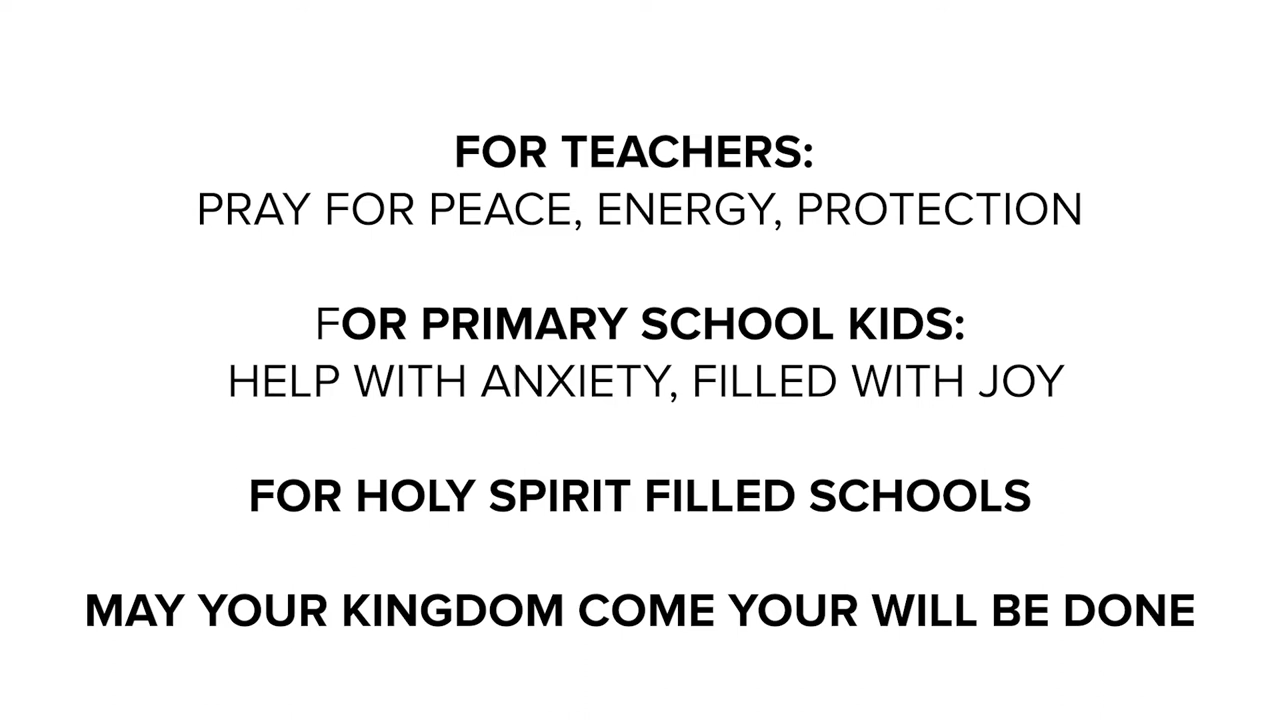 FOR TEACHERS:
PRAY FOR PEACE, ENERGY, PROTECTION
FOR PRIMARY SCHOOL KIDS:
HELP WITH ANXIETY, FILLED WITH JOY
FOR HOLY SPIRIT FILLED SCHOOLS
MAY YOUR KINGDOM COME YOUR WILL BE DONE